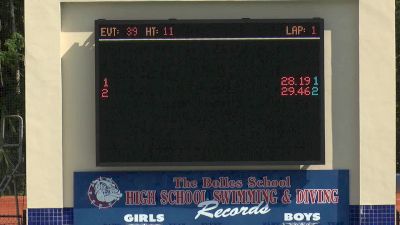 EVT: 39 HT: 11 LAP: 1
1 28.19 1
2 29.46 2
The Bolles School
HIGH SCHOOL SWIMMING & DIVING
Records
GIRLS BOYS